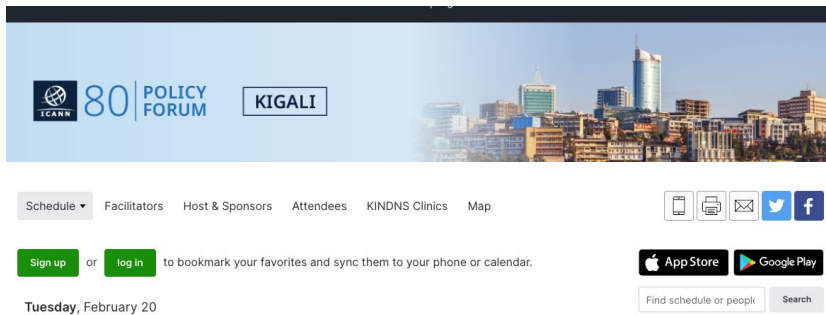 ICANN
80
POLICY
FORUM
KIGALI
Schedule
Facilitators
Host & Sponsors
Attendees
KINDNS Clinics
Map
Sign up or log in to bookmark your favorites and sync them to your phone or calendar.
App Store
Google Play
Tuesday, February 20
Find schedule or people
Search